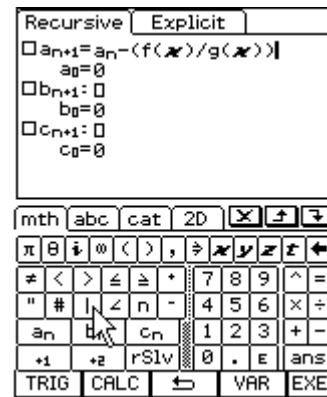 Recursive Explicit
□aₙ₊₁=aₙ-(f(x)/g(x))
a₀=0
□bₙ₊₁:□
b₀=0
□cₙ₊₁:□
c₀=0
mth abc cat 2D
π θ i ∞ ( ) , ⇒ x y z t ←
≠ < > ≤ ≥ 7 8 9 ^ =
" # | ∠ 4 5 6 × ÷
aₙ cₙ 1 2 3 + -
+1 +2 rSlv 0 . E ans
TRIG CALC VAR EXE